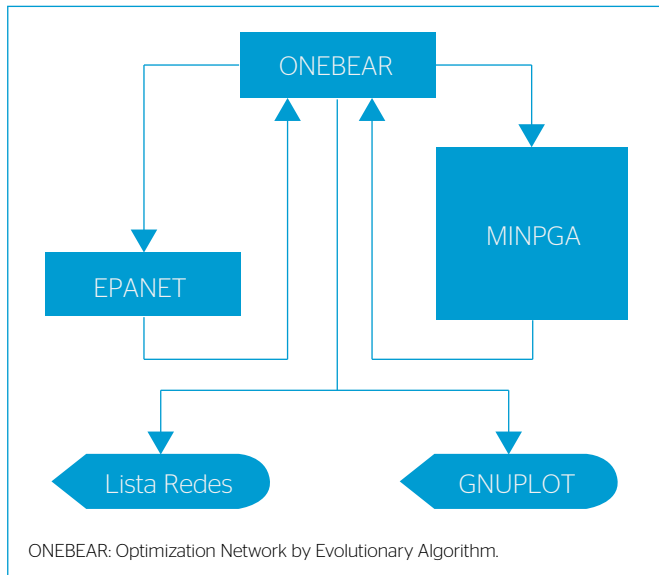 ONEBEAR
MINPGA
EPANET
Lista Redes
GNUPLOT
ONEBEAR: Optimization Network by Evolutionary Algorithm.